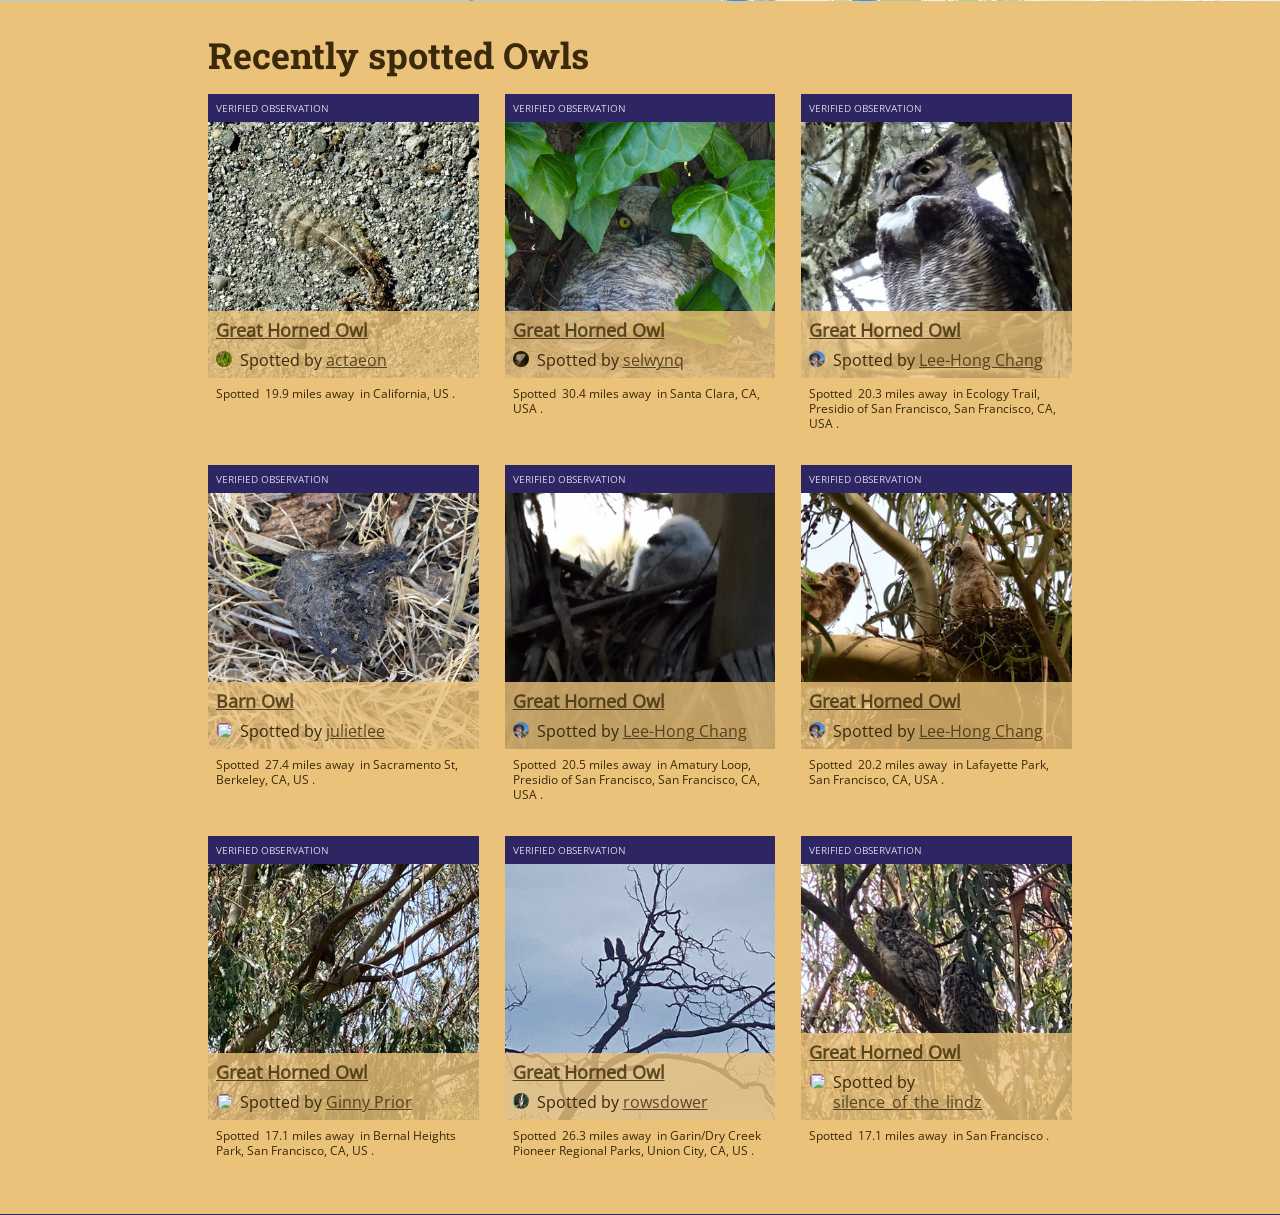 Recently spotted Owls
VERIFIED OBSERVATION
Great Horned Owl
Spotted by actaeon
Spotted 19.9 miles away in California, US .
VERIFIED OBSERVATION
Great Horned Owl
Spotted by selwynq
Spotted 30.4 miles away in Santa Clara, CA,
USA .
VERIFIED OBSERVATION
Great Horned Owl
Spotted by Lee-Hong Chang
Spotted 20.3 miles away in Ecology Trail,
Presidio of San Francisco, San Francisco, CA,
USA .
VERIFIED OBSERVATION
Barn Owl
Spotted by julietlee
Spotted 27.4 miles away in Sacramento St,
Berkeley, CA, US .
VERIFIED OBSERVATION
Great Horned Owl
Spotted by Lee-Hong Chang
Spotted 20.5 miles away in Amatury Loop,
Presidio of San Francisco, San Francisco, CA,
USA .
VERIFIED OBSERVATION
Great Horned Owl
Spotted by Lee-Hong Chang
Spotted 20.2 miles away in Lafayette Park,
San Francisco, CA, USA .
VERIFIED OBSERVATION
Great Horned Owl
Spotted by Ginny Prior
Spotted 17.1 miles away in Bernal Heights
Park, San Francisco, CA, US .
VERIFIED OBSERVATION
Great Horned Owl
Spotted by rowsdower
Spotted 26.3 miles away in Garin/Dry Creek
Pioneer Regional Parks, Union City, CA, US .
VERIFIED OBSERVATION
Great Horned Owl
Spotted by
silence_of_the_lindz
Spotted 17.1 miles away in San Francisco .